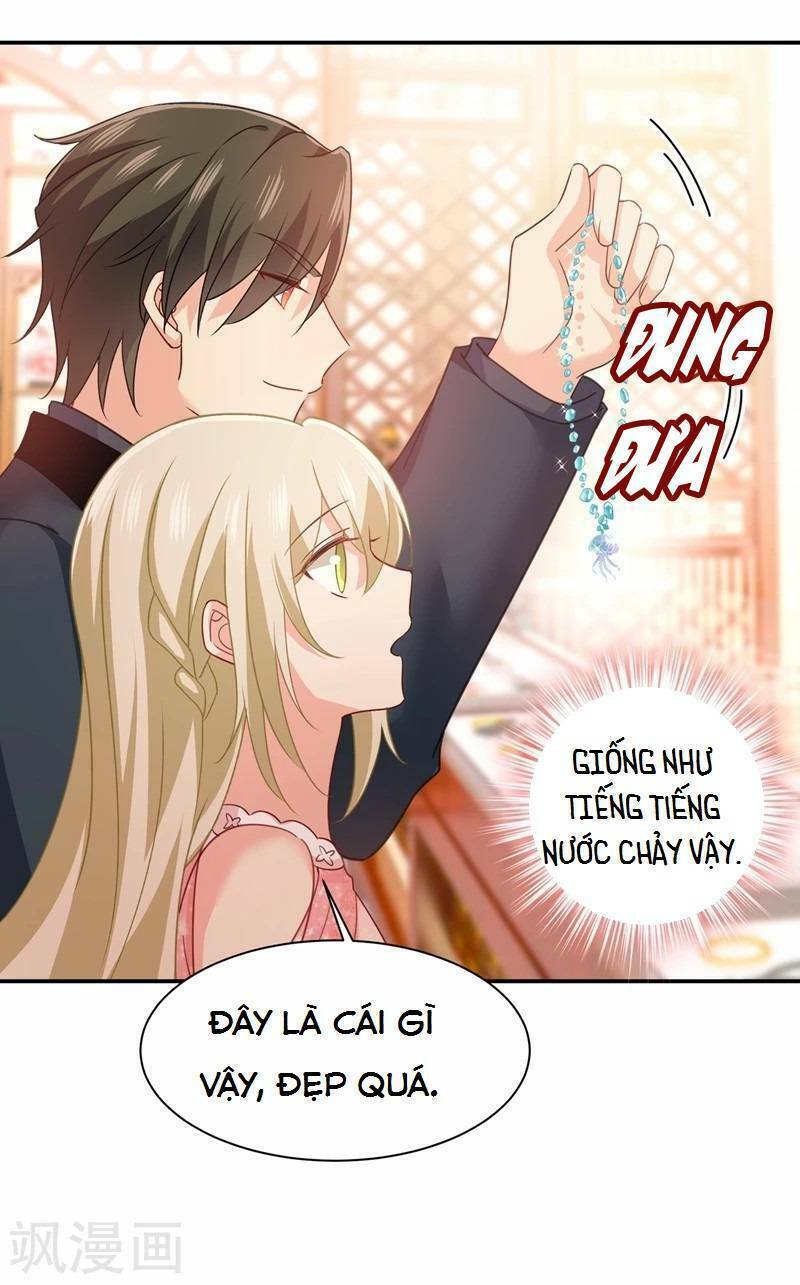 ĐUNG
ĐƯA
GIỐNG NHƯ
TIẾNG TIẾNG
NƯỚC CHẢY VẬY.
ĐÂY LÀ CÁI GÌ
VẬY, ĐẸP QUÁ.
飒漫画